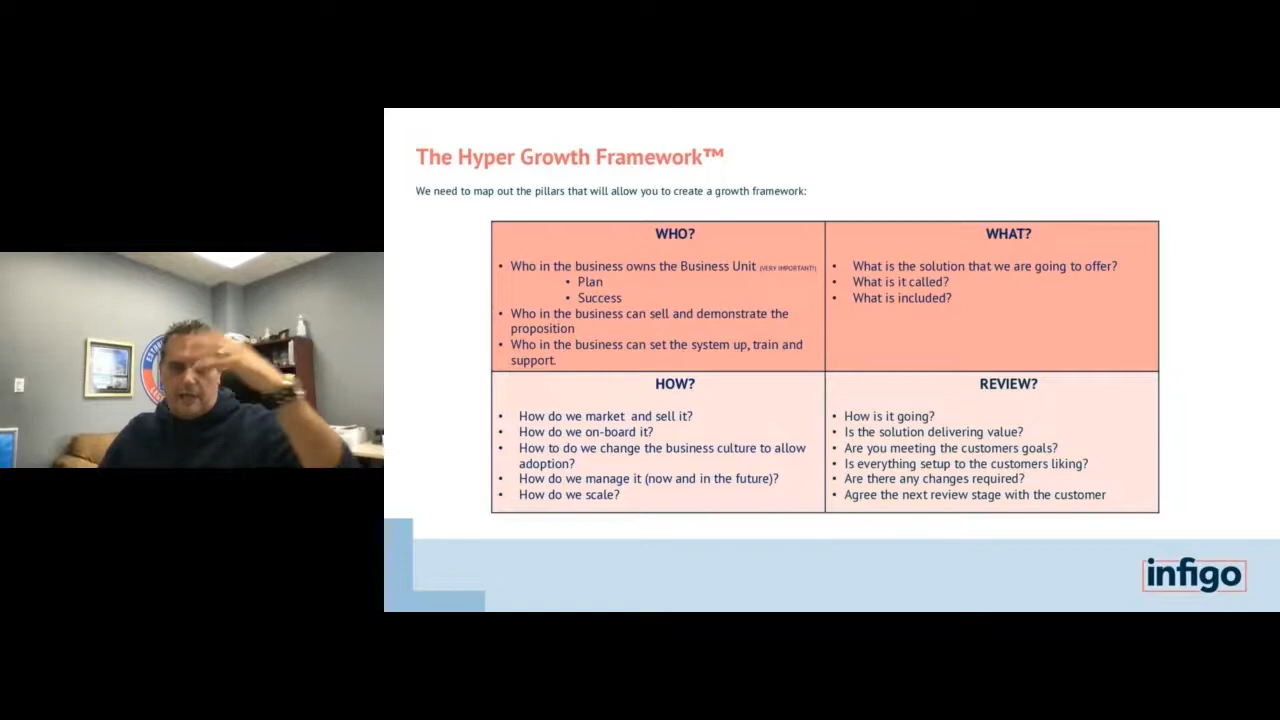 The Hyper Growth Framework™
We need to map out the pillars that will allow you to create a growth framework:
WHO?
• Who in the business owns the Business Unit (VERY IMPORTANT!)
• Plan
• Success
• Who in the business can sell and demonstrate the
proposition
• Who in the business can set the system up, train and
support.
WHAT?
• What is the solution that we are going to offer?
• What is it called?
• What is included?
HOW?
• How do we market and sell it?
• How do we on-board it?
• How to do we change the business culture to allow
adoption?
• How do we manage it (now and in the future)?
• How do we scale?
REVIEW?
• How is it going?
• Is the solution delivering value?
• Are you meeting the customers goals?
• Is everything setup to the customers liking?
• Are there any changes required?
• Agree the next review stage with the customer
infigo